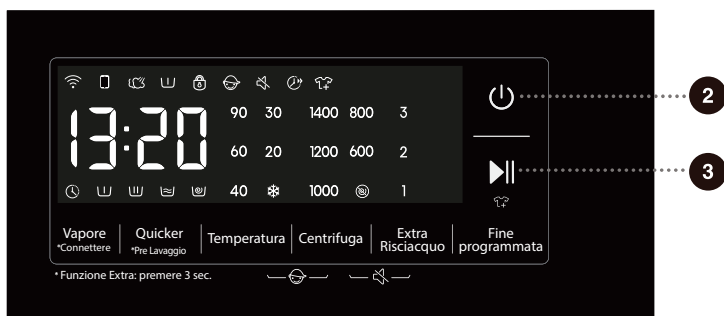 2
13:20
90 30 1400 800 3
60 20 1200 600 2
40 1000 1
3
Vapore
*Connettere
Quicker
*Pre Lavaggio
Temperatura
Centrifuga
Extra
Risciacquo
Fine
programmata
* Funzione Extra: premere 3 sec.